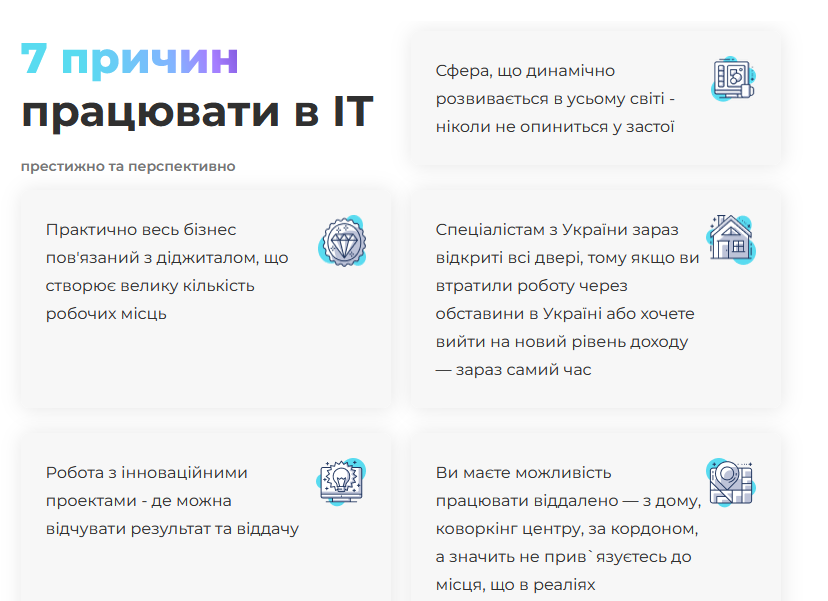 7 причин
працювати в ІТ
престижно та перспективно
Сфера, що динамічно
розвивається в усьому світі -
ніколи не опиниться у застої
Практично весь бізнес
пов'язаний з діджиталом, що
створює велику кількість
робочих місць
Спеціалістам з України зараз
відкриті всі двері, тому якщо ви
втратили роботу через
обставини в Україні або хочете
вийти на новий рівень доходу
— зараз самий час
Робота з інноваційними
проектами - де можна
відчувати результат та віддачу
Ви маєте можливість
працювати віддалено — з дому,
коворкінг центру, за кордоном,
а значить не прив`язуєтесь до
місця, що в реаліях